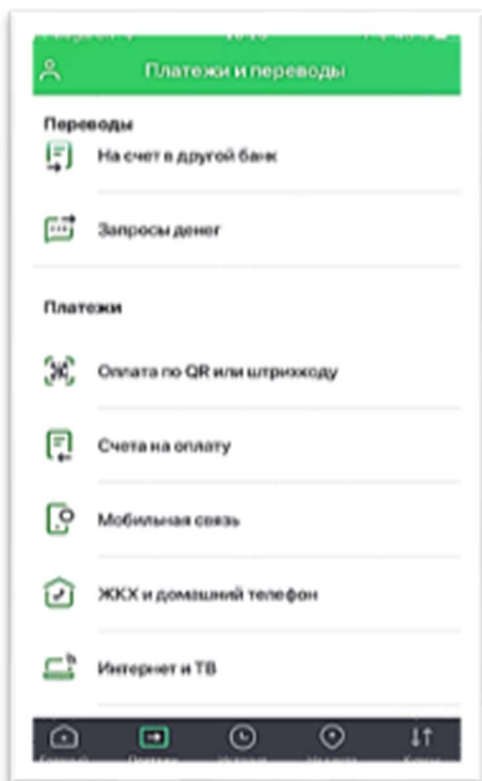 Платежи и переводы
Переводы
На счет в другой банк
Запросы денег
Платежи
Оплата по QR или штрихкоду
Счета на оплату
Мобильная связь
ЖКХ и домашний телефон
Интернет и ТВ